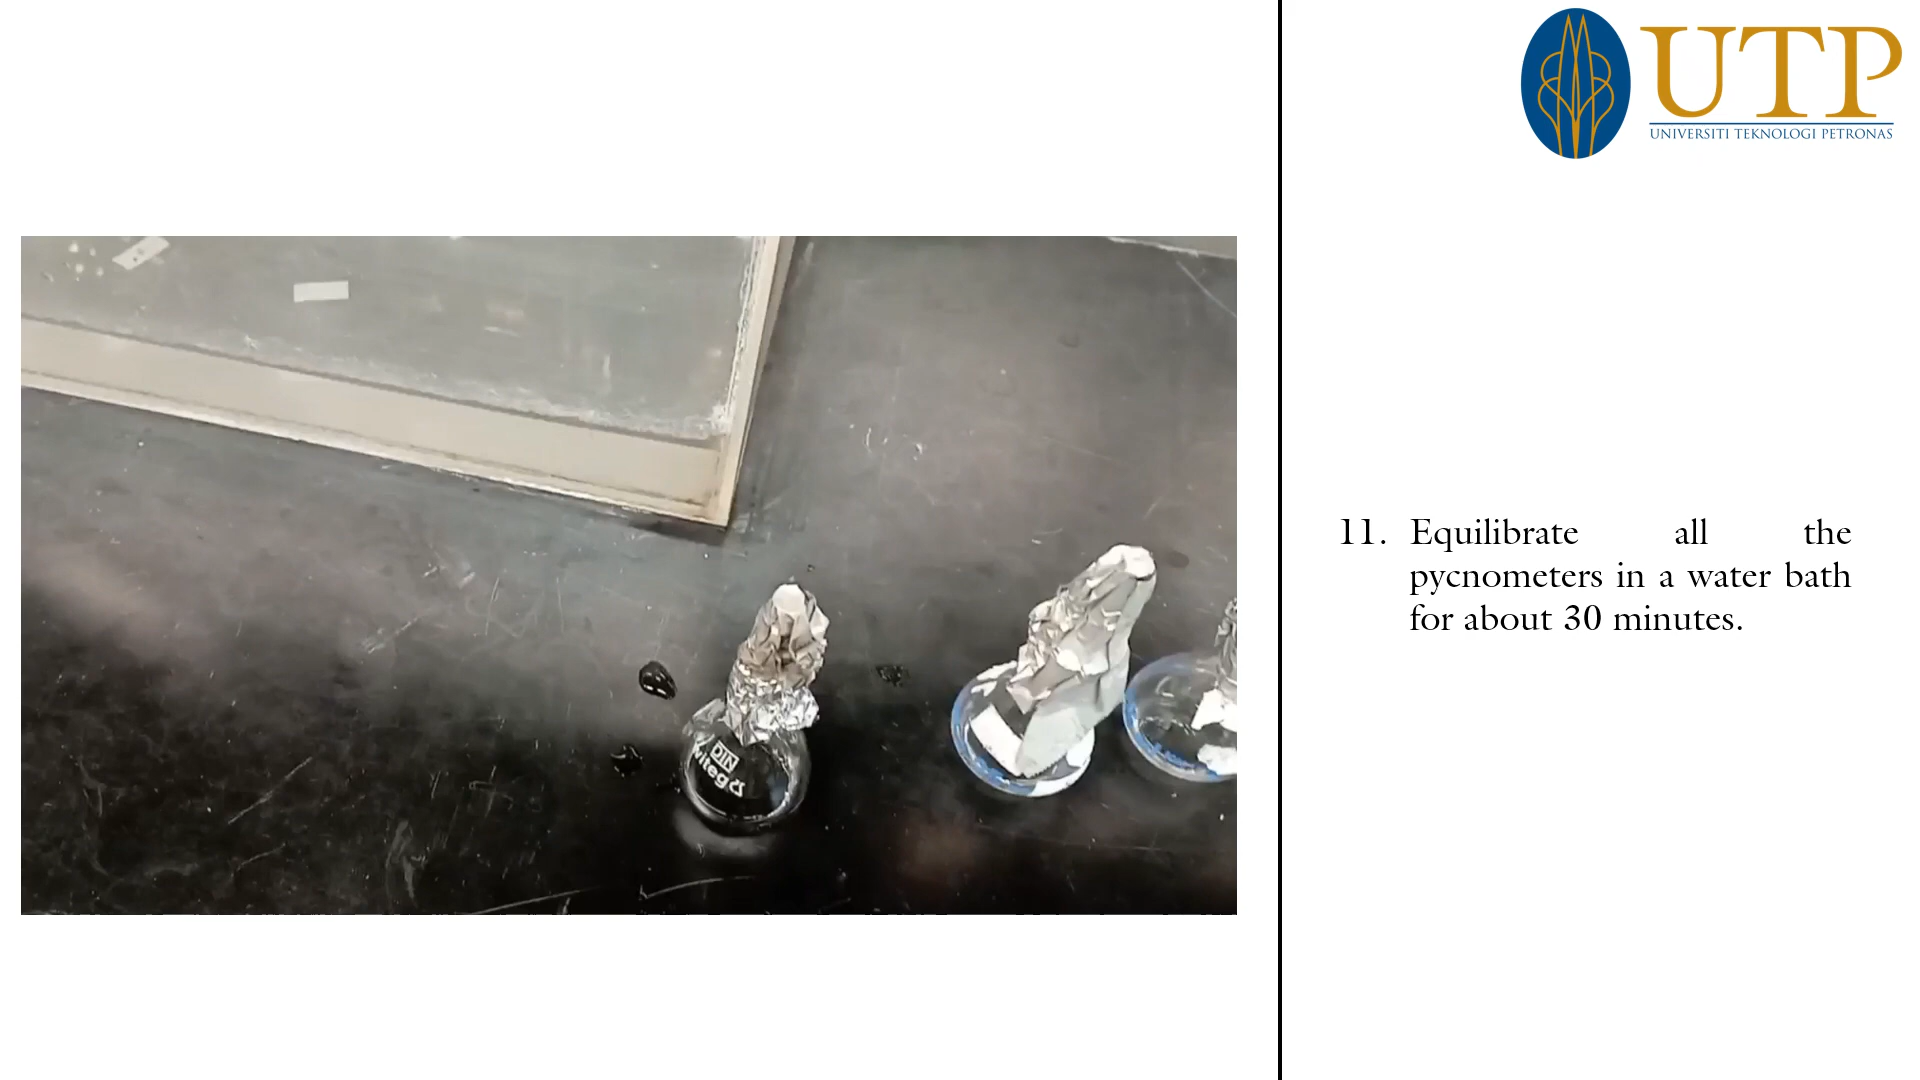 UTP
UNIVERSITI TEKNOLOGI PETRONAS
11. Equilibrate all the
pycnometers in a water bath
for about 30 minutes.
DIN
witeg